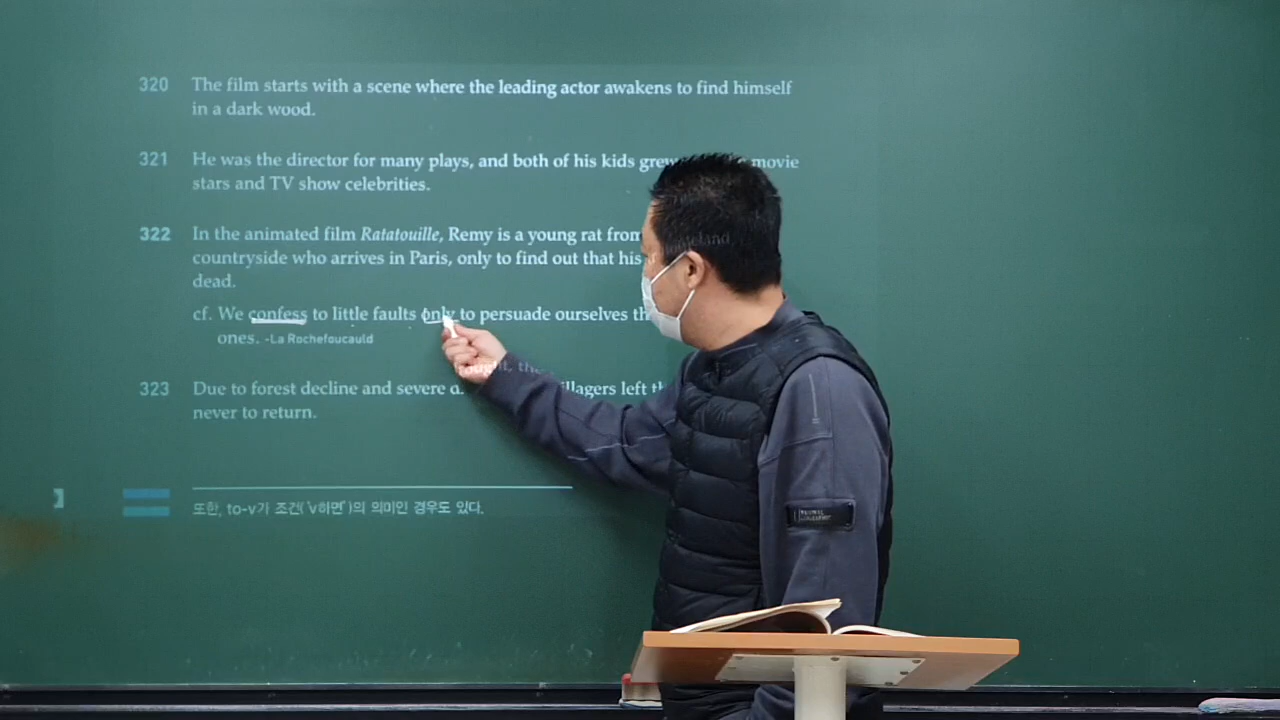 320 The film starts with a scene where the leading actor awakens to find himself
in a dark wood.
321 He was the director for many plays, and both of his kids grew movie
stars and TV show celebrities.
322 In the animated film Ratatouille, Remy is a young rat from
countryside who arrives in Paris, only to find out that his
dead.
cf. We confess to little faults only to persuade ourselves
ones. -La Rochefoucauld
323 Due to forest decline and severe villagers left
never to return.
또한, to-v가 조건('v하면')의 의미인 경우도 있다.